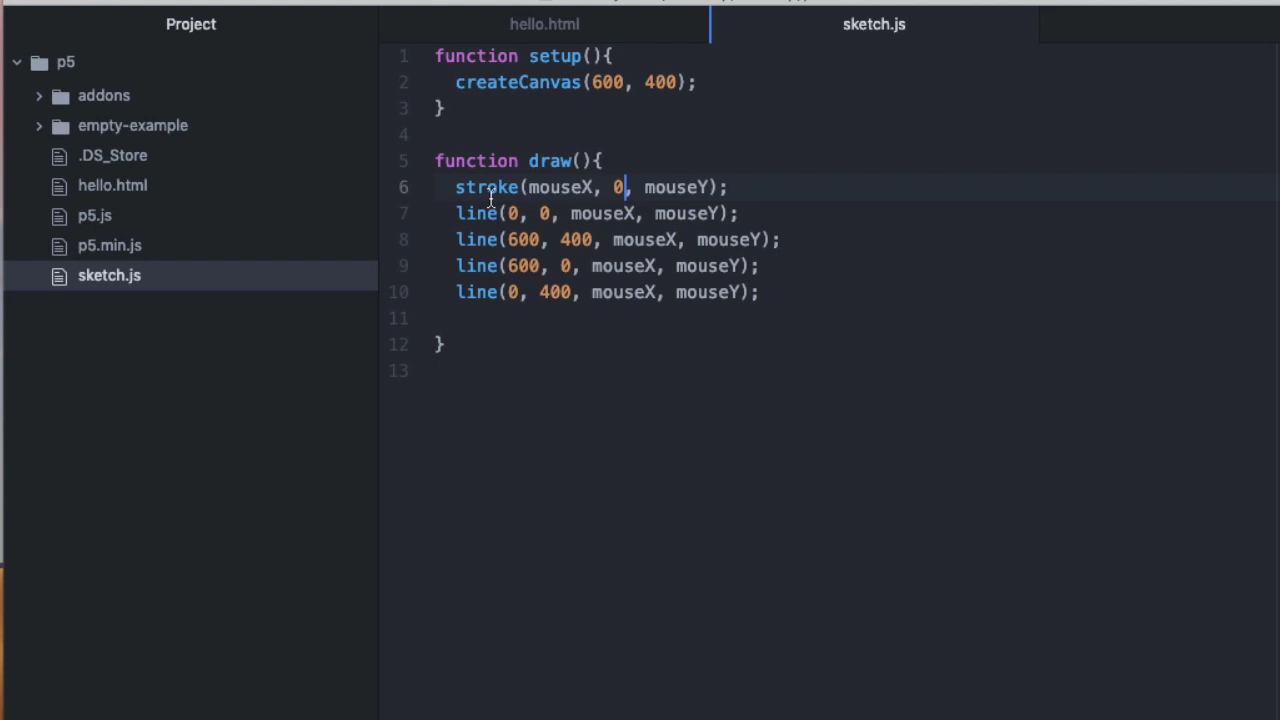 Project
hello.html
sketch.js
p5
addons
empty-example
.DS_Store
hello.html
p5.js
p5.min.js
sketch.js
1 function setup(){
2 createCanvas(600, 400);
3 }
4
5 function draw(){
6 stroke(mouseX, 0, mouseY);
7 line(0, 0, mouseX, mouseY);
8 line(600, 400, mouseX, mouseY);
9 line(600, 0, mouseX, mouseY);
10 line(0, 400, mouseX, mouseY);
11
12 }
13